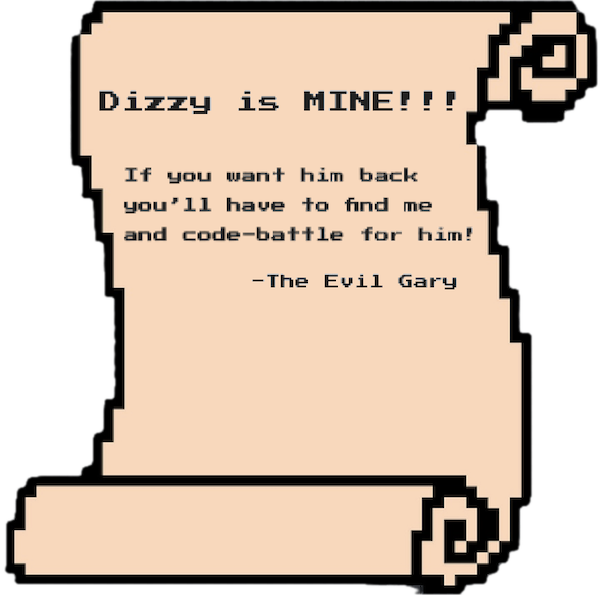 Dizzy is MINE!!!
If you want him back
you'll have to find me
and code-battle for him!
-The Evil Gary